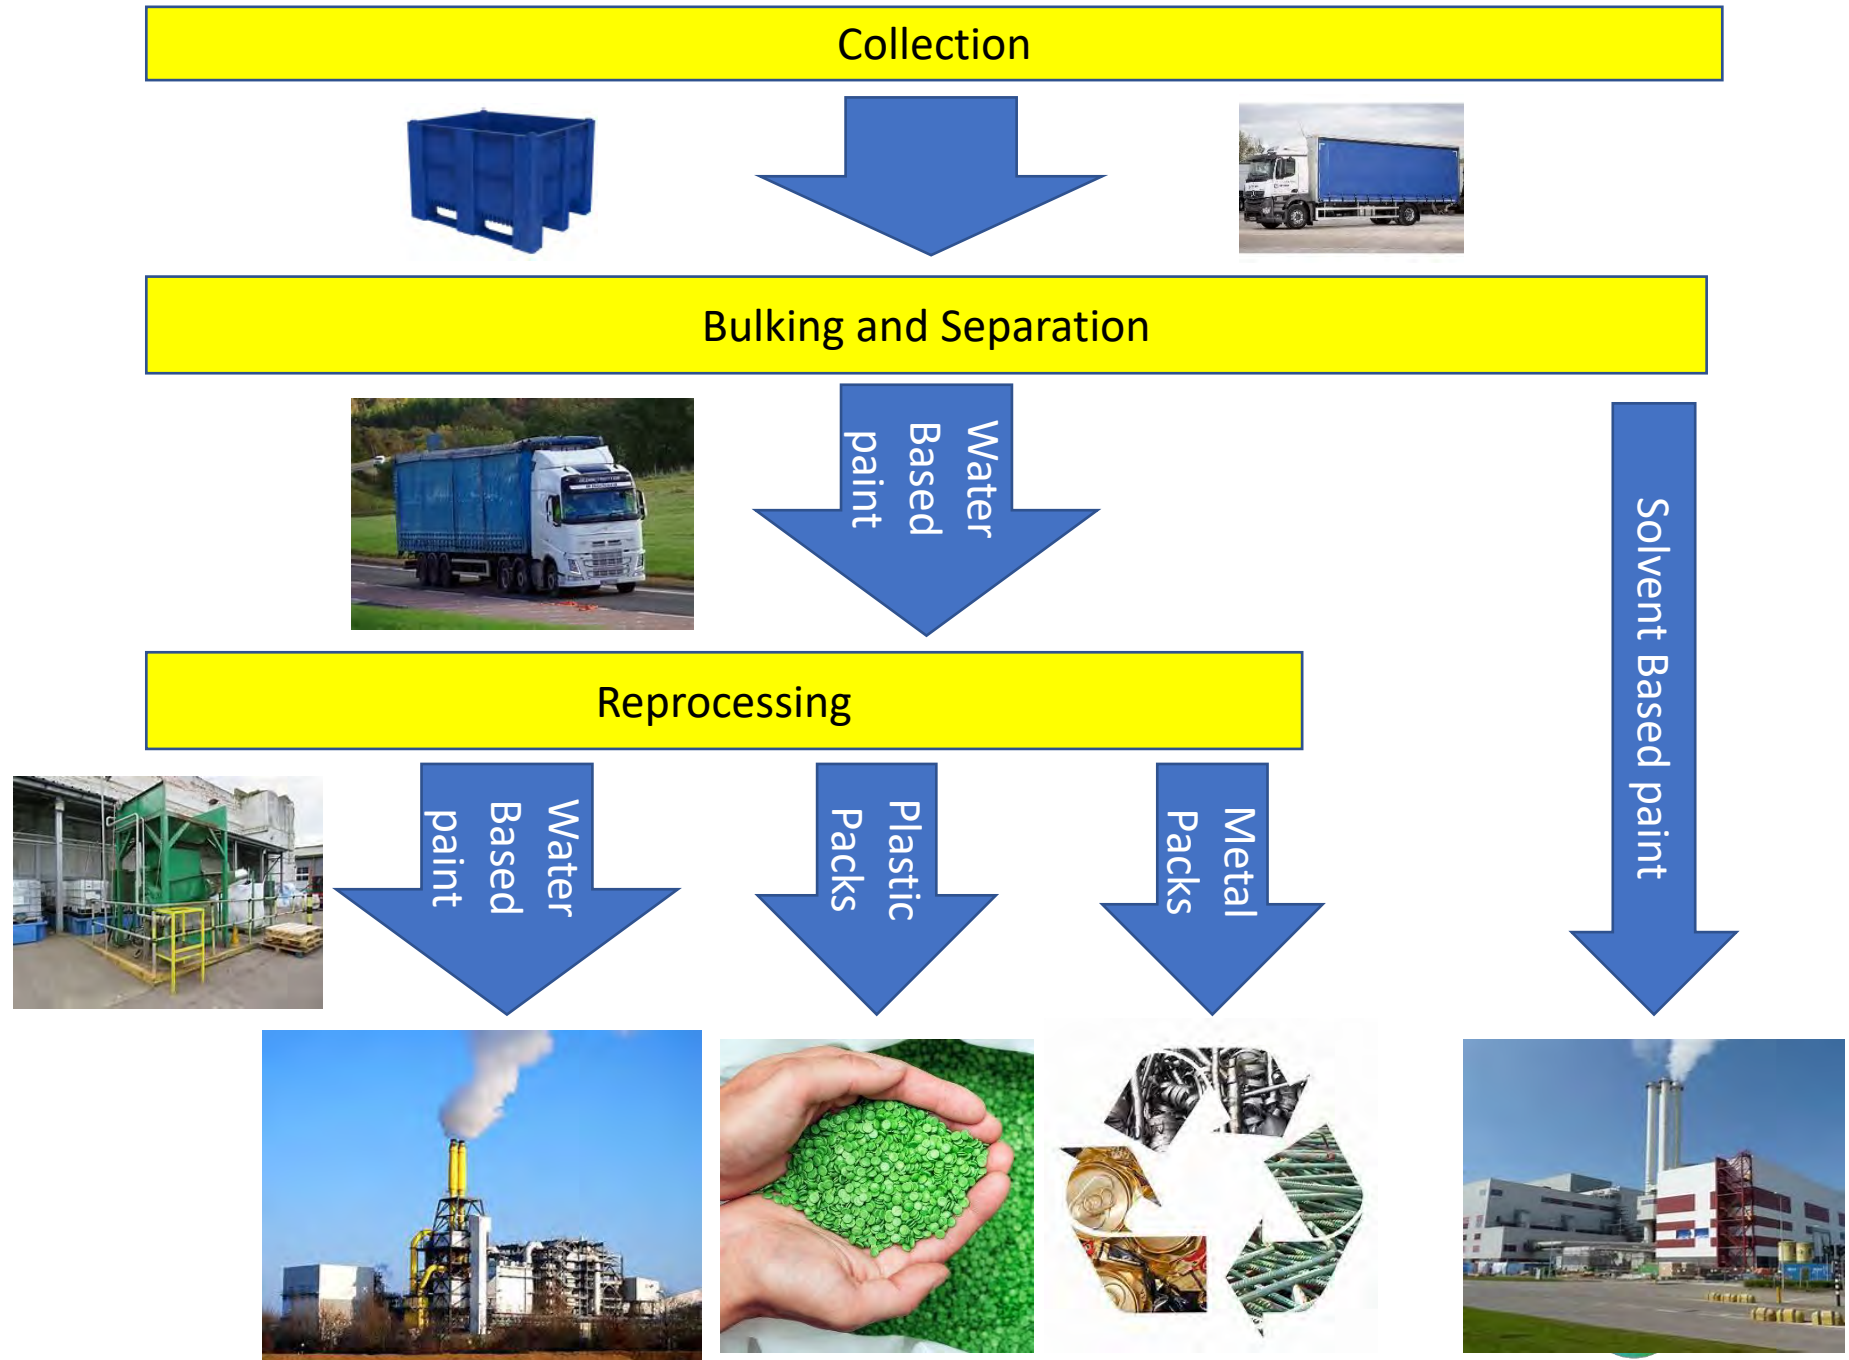 Collection
Bulking and Separation
Water
Based
paint
Solvent Based paint
Reprocessing
Water
Based
paint
Plastic
Packs
Metal
Packs